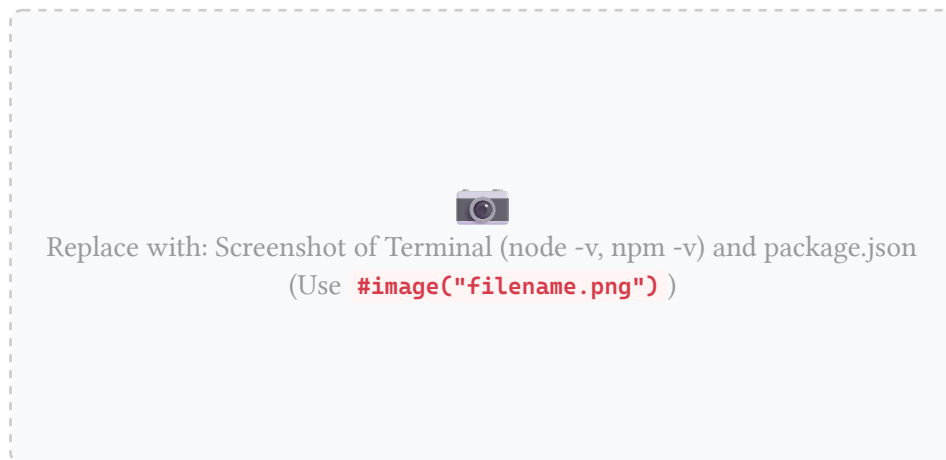 Replace with: Screenshot of Terminal (node -v, npm -v) and package.json
(Use #image("filename.png") )